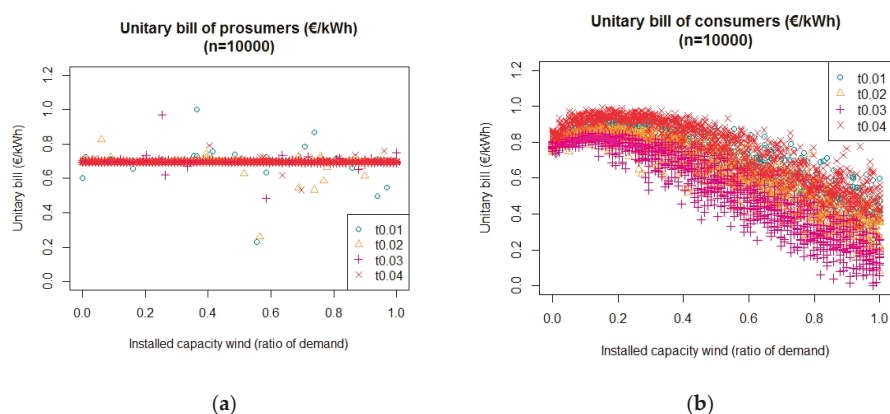 Unitary bill of prosumers (€/kWh)
(n=10000)
Unitary bill (€/kWh)
0.0 0.2 0.4 0.6 0.8 1.0 1.2
t0.01
t0.02
t0.03
t0.04
0.0 0.2 0.4 0.6 0.8 1.0
Installed capacity wind (ratio of demand)
(a)
Unitary bill of consumers (€/kWh)
(n=10000)
Unitary bill (€/kWh)
0.0 0.2 0.4 0.6 0.8 1.0 1.2
t0.01
t0.02
t0.03
t0.04
0.0 0.2 0.4 0.6 0.8 1.0
Installed capacity wind (ratio of demand)
(b)